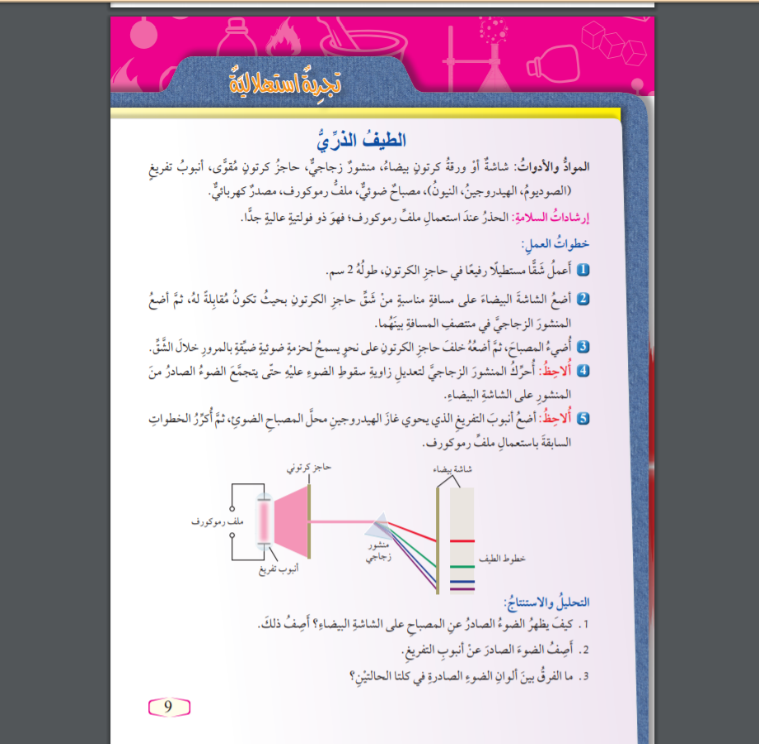 تجربة استهلالية
الطيفُ الذرِّيُّ
الموادُّ والأدواتُ: شاشةٌ أوْ ورقةُ كرتونٍ بيضاءُ، منشورٌ زجاجيٌّ، حاجزُ كرتونٍ مُقوًّى، أنبوبُ تفريغٍ
(الصوديومُ، الهيدروجينُ، النيونُ)، مصباحٌ ضوئيٌّ، ملفُّ رموكورف، مصدرٌ كهربائيٌّ.
إرشاداتُ السلامةِ: الحذرُ عندَ استعمالِ ملفِّ رموكورف؛ فهوَ ذو فولتيةٍ عاليةٍ جدًّا.
خطواتُ العملِ:
1 أَعملُ شَقًّا مستطيلًا رفيعًا في حاجزِ الكرتونِ، طولُهُ 2 سم.
2 أضعُ الشاشةَ البيضاءَ على مسافةٍ مناسبةٍ منْ شَقِّ حاجزِ الكرتونِ بحيثُ تكونُ مُقابِلةً لهُ، ثمَّ أضعُ
المنشورَ الزجاجيَّ في منتصفِ المسافةِ بينَهُما.
3 أُضيءُ المصباحَ، ثمَّ أضعُهُ خلفَ حاجزِ الكرتونِ على نحوٍ يسمحُ لحزمةٍ ضوئيةٍ ضيِّقةٍ بالمرورِ خلالَ الشَّقِّ.
4 أُلاحِظُ: أُحرِّكُ المنشورَ الزجاجيَّ لتعديلِ زاويةِ سقوطِ الضوءِ عليْهِ حتّى يتجمَّعَ الضوءُ الصادرُ منَ
المنشورِ على الشاشةِ البيضاءِ.
5 أُلاحِظُ: أضعُ أنبوبَ التفريغِ الذي يحوي غازَ الهيدروجينِ محلَّ المصباحِ الضوئيِّ، ثمَّ أُكرِّرُ الخطواتِ
السابقةَ باستعمالِ ملفِّ رموكورف.
شاشة بيضاء
حاجز كرتوني
ملف رموكورف
منشور
زجاجي
خطوط الطيف
أنبوب تفريغ
التحليلُ والاستنتاجُ:
1. كيفَ يظهرُ الضوءُ الصادرُ عنِ المصباحِ على الشاشةِ البيضاءِ؟ أَصِفُ ذلكَ.
2. أَصِفُ الضوءَ الصادرَ عنْ أنبوبِ التفريغِ.
3. ما الفرقُ بينَ ألوانِ الضوءِ الصادرةِ في كلتا الحالتيْنِ؟
9